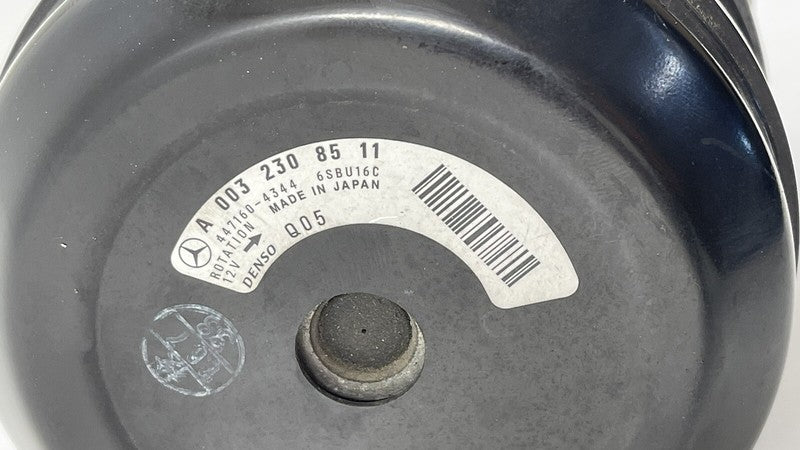 A 003 230 85 11
447160-4344 6SBU16C
ROTATION → MADE IN JAPAN
12V
DENSO Q05